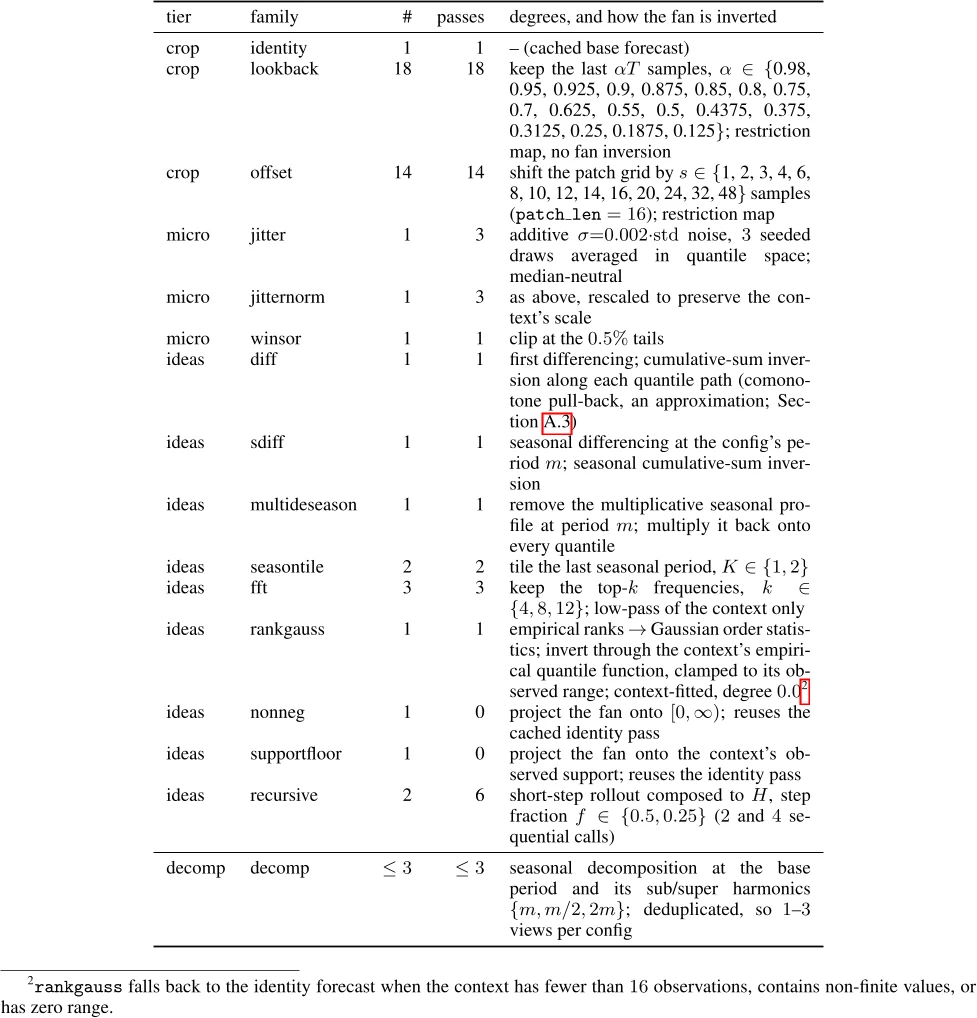 tier family # passes degrees, and how the fan is inverted
crop identity 1 1 – (cached base forecast)
crop lookback 18 18 keep the last αT samples, α ∈ {0.98,
0.95, 0.925, 0.9, 0.875, 0.85, 0.8, 0.75,
0.7, 0.625, 0.55, 0.5, 0.4375, 0.375,
0.3125, 0.25, 0.1875, 0.125}; restriction
map, no fan inversion
crop offset 14 14 shift the patch grid by s ∈ {1, 2, 3, 4, 6,
8, 10, 12, 14, 16, 20, 24, 32, 48} samples
(patch_len = 16); restriction map
micro jitter 1 3 additive σ=0.002·std noise, 3 seeded
draws averaged in quantile space;
median-neutral
micro jitternorm 1 3 as above, rescaled to preserve the con-
text's scale
micro winsor 1 1 clip at the 0.5% tails
ideas diff 1 1 first differencing; cumulative-sum inver-
sion along each quantile path (comono-
tone pull-back, an approximation; Sec-
tion A.3)
ideas sdiff 1 1 seasonal differencing at the config's pe-
riod m; seasonal cumulative-sum inver-
sion
ideas multideseason 1 1 remove the multiplicative seasonal pro-
file at period m; multiply it back onto
every quantile
ideas seasontile 2 2 tile the last seasonal period, K ∈ {1, 2}
ideas fft 3 3 keep the top-k frequencies, k ∈
{4, 8, 12}; low-pass of the context only
ideas rankgauss 1 1 empirical ranks → Gaussian order statis-
tics; invert through the context's empiri-
cal quantile function, clamped to its ob-
served range; context-fitted, degree 0.0²
ideas nonneg 1 0 project the fan onto [0, ∞); reuses the
cached identity pass
ideas supportfloor 1 0 project the fan onto the context's ob-
served support; reuses the identity pass
ideas recursive 2 6 short-step rollout composed to H, step
fraction f ∈ {0.5, 0.25} (2 and 4 se-
quential calls)
decomp decomp ≤ 3 ≤ 3 seasonal decomposition at the base
period and its sub/super harmonics
{m, m/2, 2m}; deduplicated, so 1–3
views per config
²rankgauss falls back to the identity forecast when the context has fewer than 16 observations, contains non-finite values, or
has zero range.